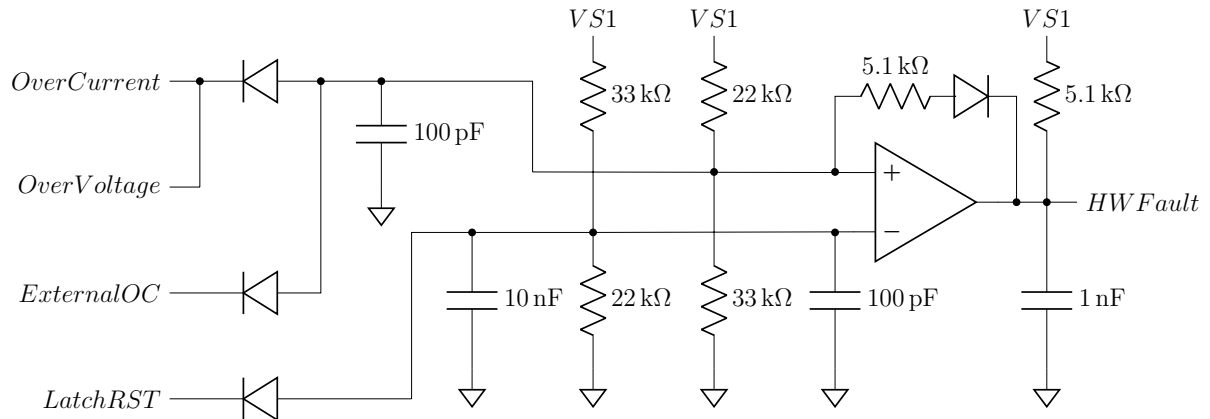 VS1 VS1 VS1
OverCurrent
5.1 kΩ
33 kΩ 22 kΩ 5.1 kΩ
100 pF
OverVoltage
+
HWFault
−
ExternalOC
10 nF 22 kΩ 33 kΩ 100 pF 1 nF
LatchRST